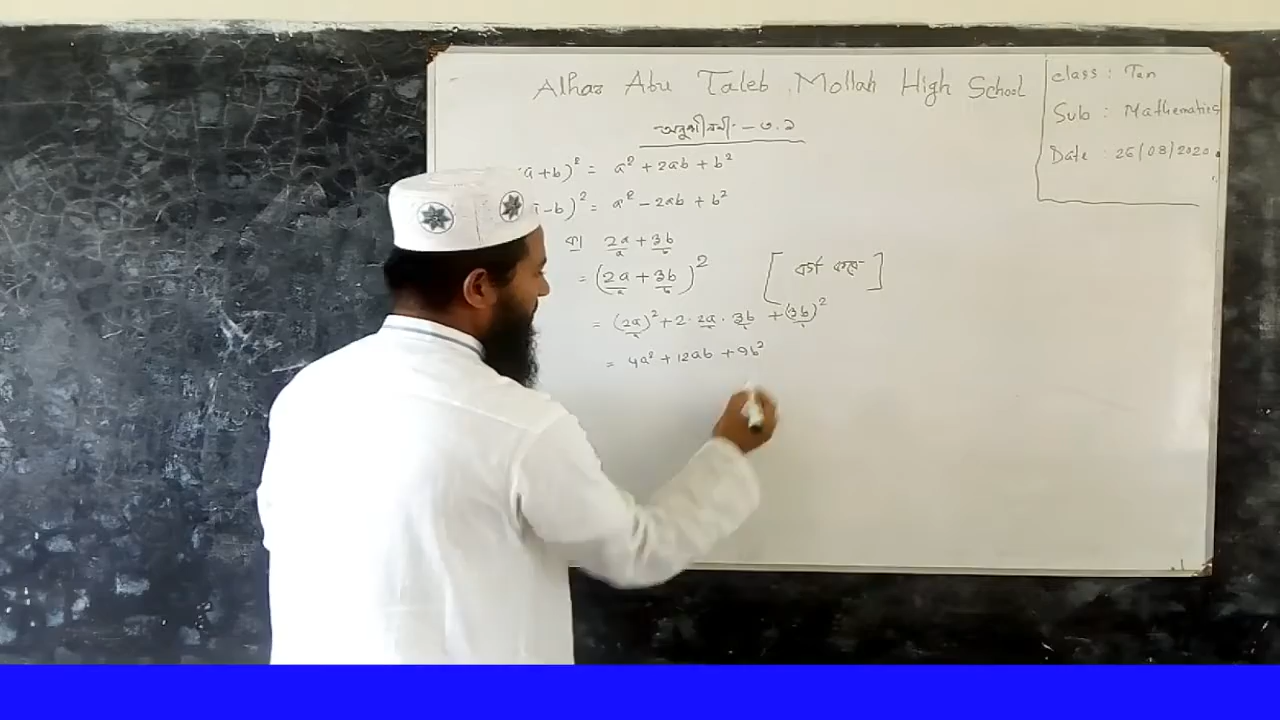 Alhaz Abu Taleb Mollah High School
class : Ten
Sub : Mathematics
Date : 26/08/2020
অনুশীলনী - ৩.১
a+b)² = a² + 2ab + b²
-b)² = a² - 2ab + b²
ক| 2a + 3b
= (2a + 3b)² [ বর্গ করে ]
= (2a)² + 2 · 2a · 3b + (3b)²
= 4a² + 12ab + 9b²